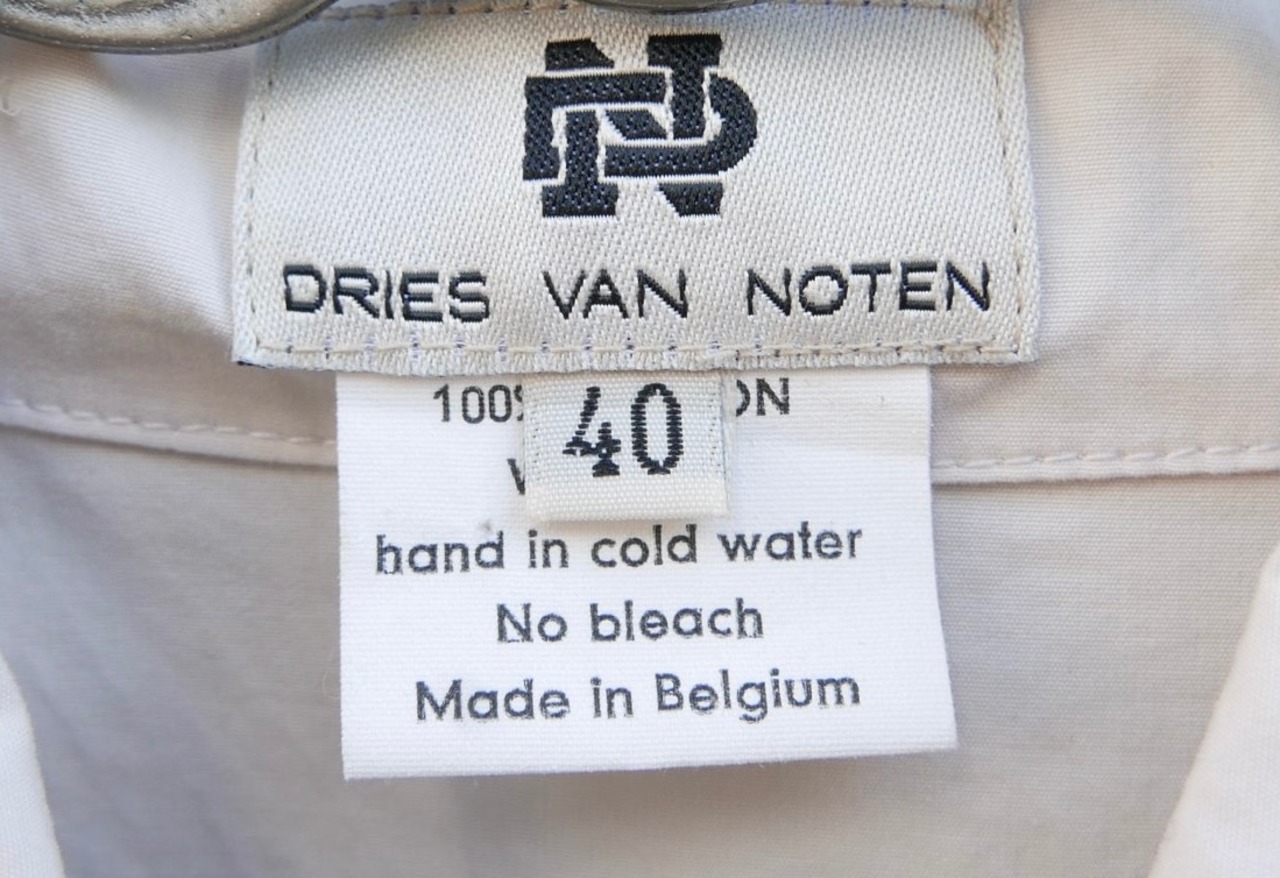 DRIES VAN NOTEN
40
hand in cold water
No bleach
Made in Belgium